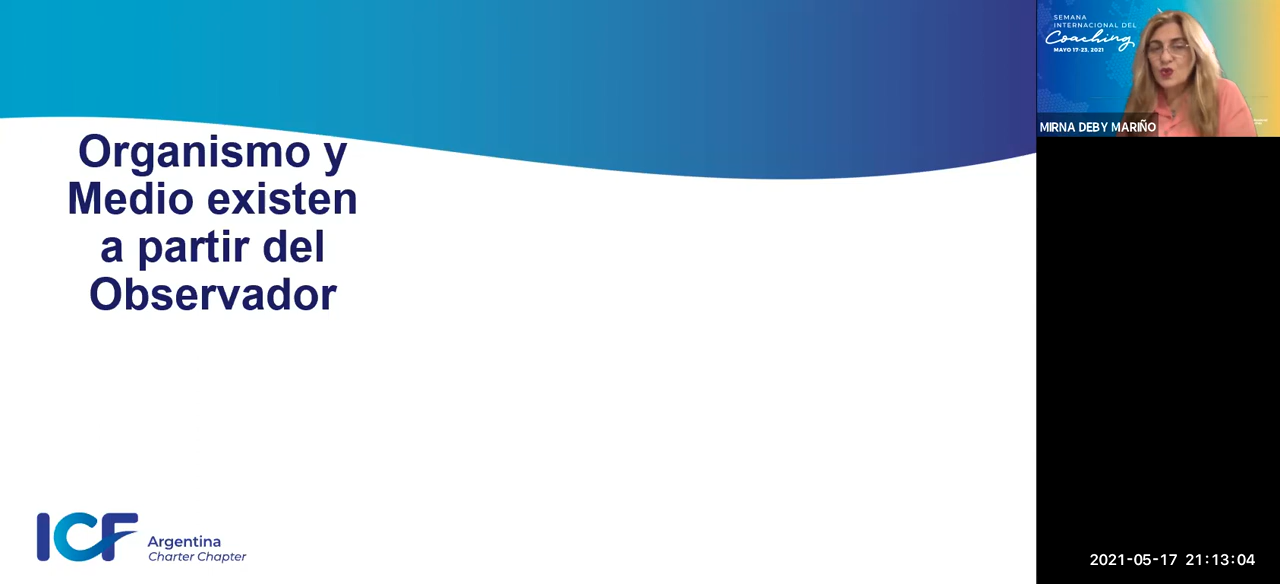 Organismo y
Medio existen
a partir del
Observador
ICF
Argentina
Charter Chapter
SEMANA
INTERNACIONAL DEL
Coaching
MAYO 17-23, 2021
MIRNA DEBY MARIÑO
2021-05-17 21:13:04